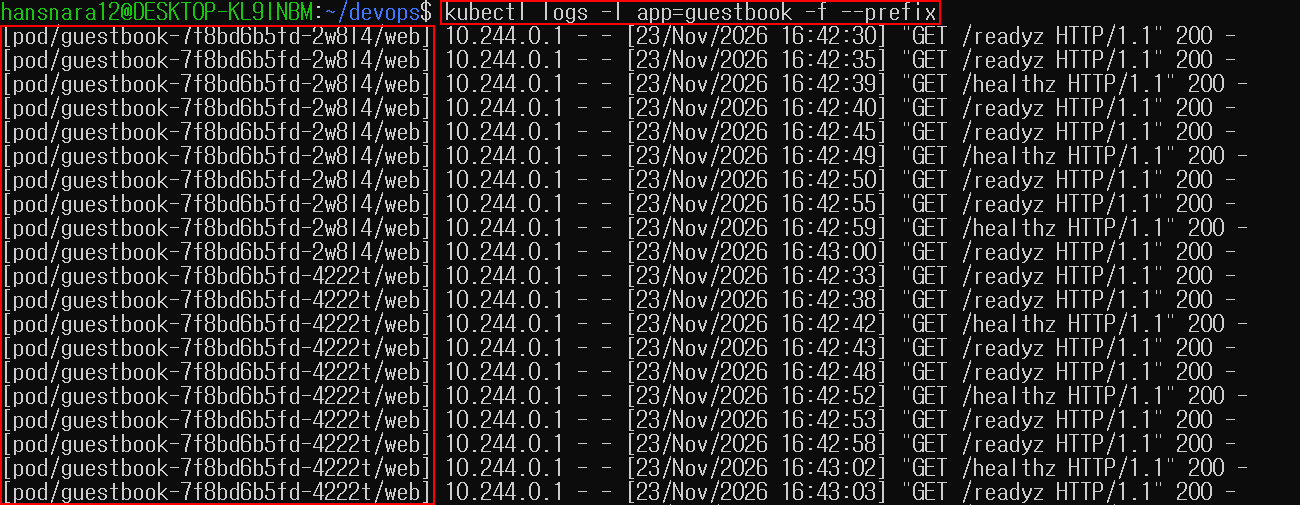 hansnara12@DESKTOP-KL9INBM:~/devops$ kubectl logs -l app=guestbook -f --prefix
[pod/guestbook-7f8bd6b5fd-2w8l4/web] 10.244.0.1 - - [23/Nov/2026 16:42:30] "GET /readyz HTTP/1.1" 200 -
[pod/guestbook-7f8bd6b5fd-2w8l4/web] 10.244.0.1 - - [23/Nov/2026 16:42:35] "GET /readyz HTTP/1.1" 200 -
[pod/guestbook-7f8bd6b5fd-2w8l4/web] 10.244.0.1 - - [23/Nov/2026 16:42:39] "GET /healthz HTTP/1.1" 200 -
[pod/guestbook-7f8bd6b5fd-2w8l4/web] 10.244.0.1 - - [23/Nov/2026 16:42:40] "GET /readyz HTTP/1.1" 200 -
[pod/guestbook-7f8bd6b5fd-2w8l4/web] 10.244.0.1 - - [23/Nov/2026 16:42:45] "GET /readyz HTTP/1.1" 200 -
[pod/guestbook-7f8bd6b5fd-2w8l4/web] 10.244.0.1 - - [23/Nov/2026 16:42:49] "GET /healthz HTTP/1.1" 200 -
[pod/guestbook-7f8bd6b5fd-2w8l4/web] 10.244.0.1 - - [23/Nov/2026 16:42:50] "GET /readyz HTTP/1.1" 200 -
[pod/guestbook-7f8bd6b5fd-2w8l4/web] 10.244.0.1 - - [23/Nov/2026 16:42:55] "GET /readyz HTTP/1.1" 200 -
[pod/guestbook-7f8bd6b5fd-2w8l4/web] 10.244.0.1 - - [23/Nov/2026 16:42:59] "GET /healthz HTTP/1.1" 200 -
[pod/guestbook-7f8bd6b5fd-2w8l4/web] 10.244.0.1 - - [23/Nov/2026 16:43:00] "GET /readyz HTTP/1.1" 200 -
[pod/guestbook-7f8bd6b5fd-4222t/web] 10.244.0.1 - - [23/Nov/2026 16:42:33] "GET /readyz HTTP/1.1" 200 -
[pod/guestbook-7f8bd6b5fd-4222t/web] 10.244.0.1 - - [23/Nov/2026 16:42:38] "GET /readyz HTTP/1.1" 200 -
[pod/guestbook-7f8bd6b5fd-4222t/web] 10.244.0.1 - - [23/Nov/2026 16:42:42] "GET /healthz HTTP/1.1" 200 -
[pod/guestbook-7f8bd6b5fd-4222t/web] 10.244.0.1 - - [23/Nov/2026 16:42:43] "GET /readyz HTTP/1.1" 200 -
[pod/guestbook-7f8bd6b5fd-4222t/web] 10.244.0.1 - - [23/Nov/2026 16:42:48] "GET /readyz HTTP/1.1" 200 -
[pod/guestbook-7f8bd6b5fd-4222t/web] 10.244.0.1 - - [23/Nov/2026 16:42:52] "GET /healthz HTTP/1.1" 200 -
[pod/guestbook-7f8bd6b5fd-4222t/web] 10.244.0.1 - - [23/Nov/2026 16:42:53] "GET /readyz HTTP/1.1" 200 -
[pod/guestbook-7f8bd6b5fd-4222t/web] 10.244.0.1 - - [23/Nov/2026 16:42:58] "GET /readyz HTTP/1.1" 200 -
[pod/guestbook-7f8bd6b5fd-4222t/web] 10.244.0.1 - - [23/Nov/2026 16:43:02] "GET /healthz HTTP/1.1" 200 -
[pod/guestbook-7f8bd6b5fd-4222t/web] 10.244.0.1 - - [23/Nov/2026 16:43:03] "GET /readyz HTTP/1.1" 200 -